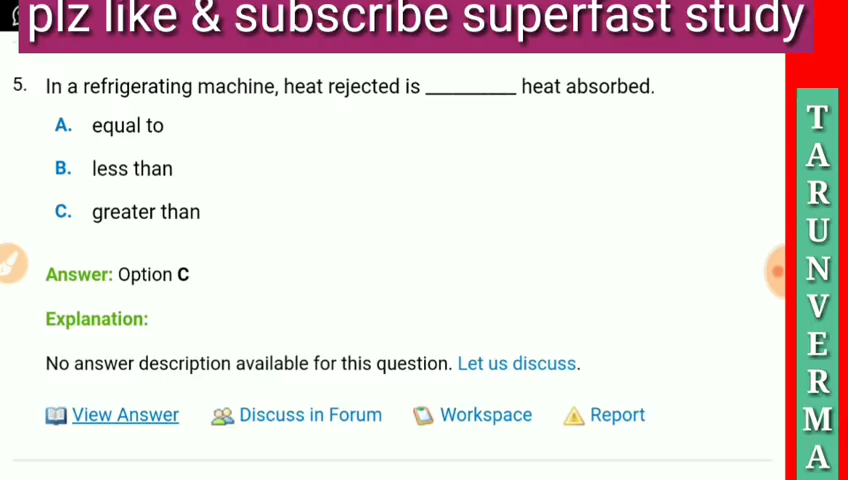 plz like & subscribe superfast study
5. In a refrigerating machine, heat rejected is __________ heat absorbed.
A. equal to
B. less than
C. greater than
Answer: Option C
Explanation:
No answer description available for this question. Let us discuss.
View Answer Discuss in Forum Workspace Report
TARUNVERMA